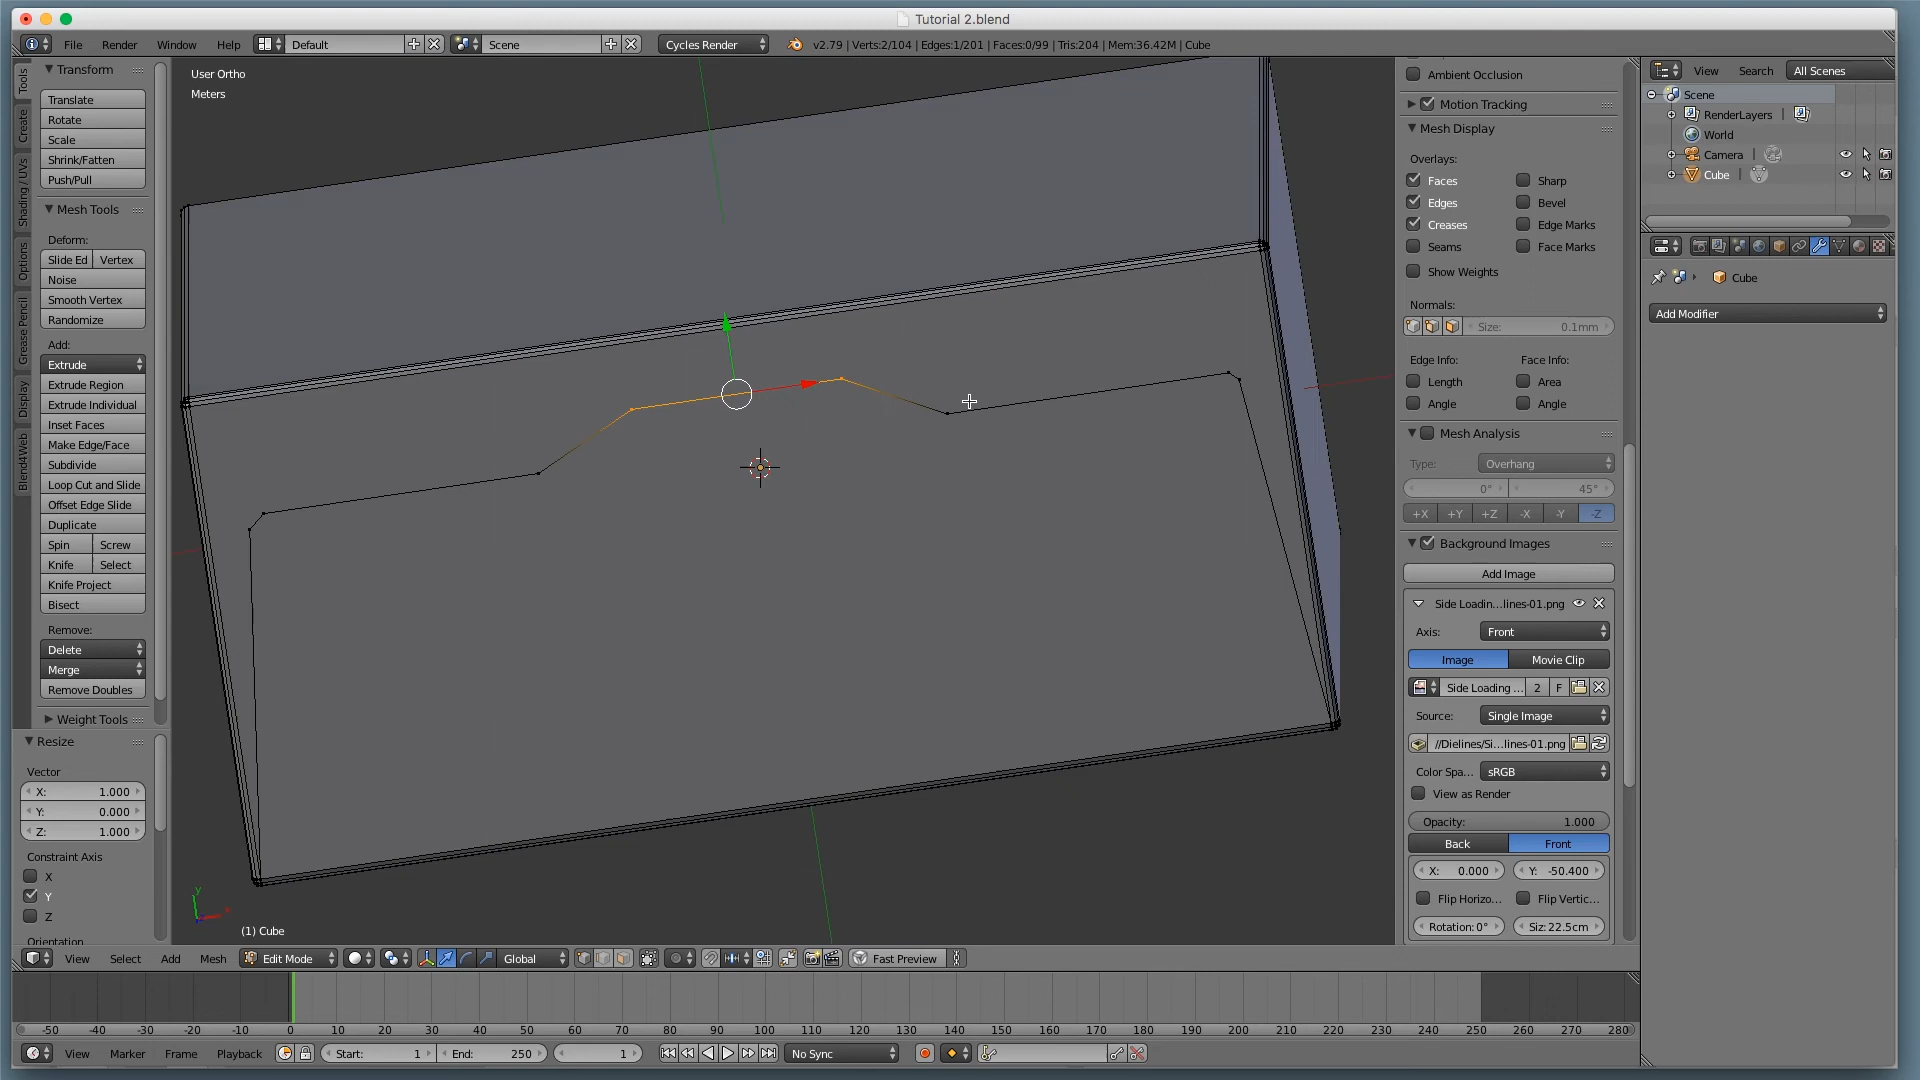 Tutorial 2.blend
File Render Window Help Default Scene Cycles Render v2.79 | Verts:2/104 | Edges:1/201 | Faces:0/99 | Tris:204 | Mem:36.42M | Cube
Tools
Create
Shading / UVs
Options
Grease Pencil
Display
Blend4Web
Transform
Translate
Rotate
Scale
Shrink/Fatten
Push/Pull
Mesh Tools
Deform:
Slide Ed Vertex
Noise
Smooth Vertex
Randomize
Add:
Extrude
Extrude Region
Extrude Individual
Inset Faces
Make Edge/Face
Subdivide
Loop Cut and Slide
Offset Edge Slide
Duplicate
Spin Screw
Knife Select
Knife Project
Bisect
Remove:
Delete
Merge
Remove Doubles
Weight Tools
Resize
Vector
X: 1.000
Y: 0.000
Z: 1.000
Constraint Axis
X
Y
Z
Orientation
User Ortho
Meters
y
(1) Cube
Ambient Occlusion
Motion Tracking
Mesh Display
Overlays:
Faces Sharp
Edges Bevel
Creases Edge Marks
Seams Face Marks
Show Weights
Normals:
Size: 0.1mm
Edge Info: Face Info:
Length Area
Angle Angle
Mesh Analysis
Type: Overhang
0° 45°
+X +Y +Z -X -Y -Z
Background Images
Add Image
Side Loadin...lines-01.png
Axis: Front
Image Movie Clip
Side Loading ... 2 F
Source: Single Image
//Dielines/Si...lines-01.png
Color Spa... sRGB
View as Render
Opacity: 1.000
Back Front
X: 0.000 Y: -50.400
Flip Horizo... Flip Vertic...
Rotation: 0° Siz: 22.5cm
View Search All Scenes
Scene
RenderLayers
World
Camera
Cube
Cube
Add Modifier
View Select Add Mesh Edit Mode Global Fast Preview
-50 -40 -30 -20 -10 0 10 20 30 40 50 60 70 80 90 100 110 120 130 140 150 160 170 180 190 200 210 220 230 240 250 260 270 280
View Marker Frame Playback Start: 1 End: 250 1 No Sync